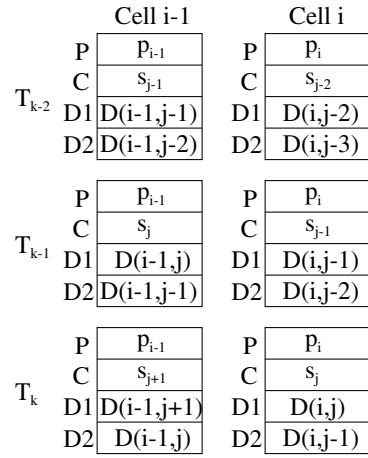 Cell i-1 Cell i
P p_{i-1} P p_i
C s_{j-1} C s_{j-2}
T_{k-2}
D1 D(i-1,j-1) D1 D(i,j-2)
D2 D(i-1,j-2) D2 D(i,j-3)
P p_{i-1} P p_i
C s_j C s_{j-1}
T_{k-1}
D1 D(i-1,j) D1 D(i,j-1)
D2 D(i-1,j-1) D2 D(i,j-2)
P p_{i-1} P p_i
C s_{j+1} C s_j
T_k
D1 D(i-1,j+1) D1 D(i,j)
D2 D(i-1,j) D2 D(i,j-1)